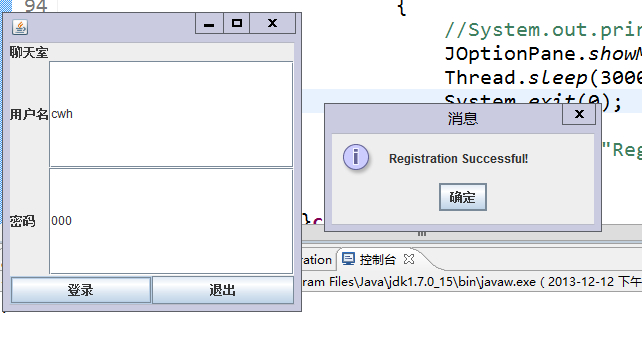 94
{
//System.out.prin
JOptionPane.showM
Thread.sleep(3000
System.exit(0);
"Reg
}c
聊天室
用户名
cwh
密码
000
登录
退出
消息
Registration Successful!
确定
ration
控制台
ram Files\Java\jdk1.7.0_15\bin\javaw.exe ( 2013-12-12 下午